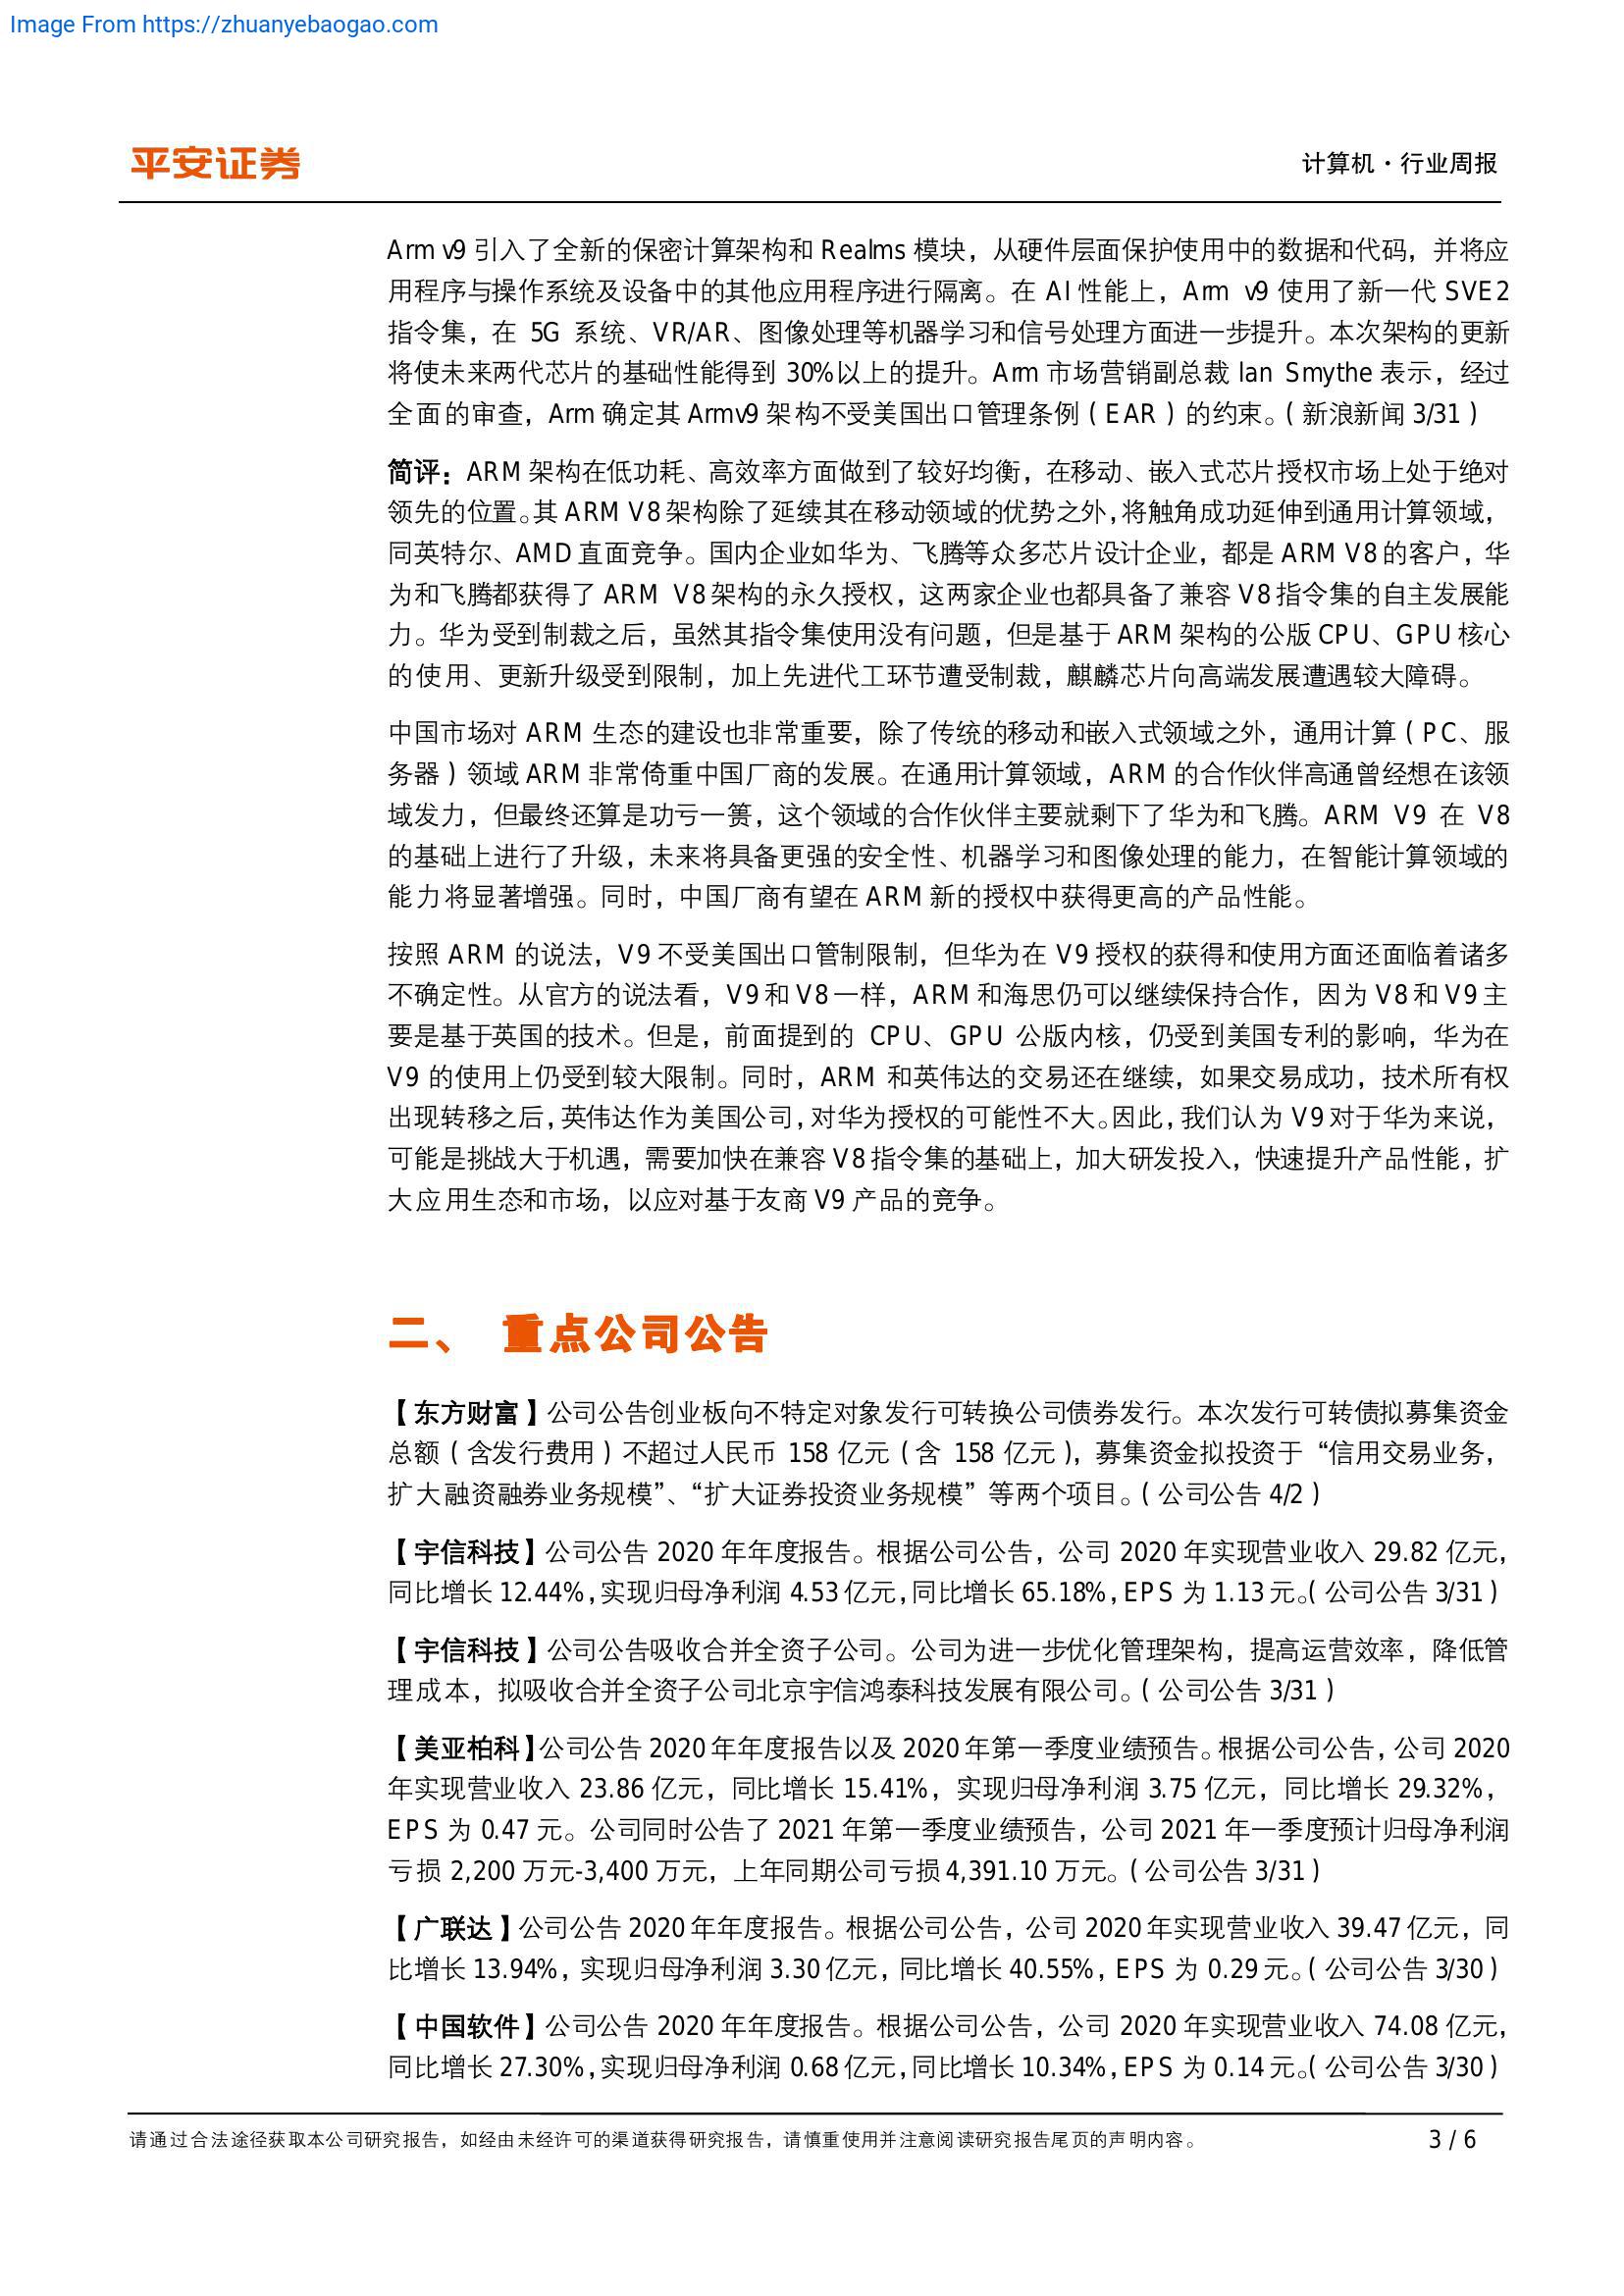 Image From https://zhuanyebaogao.com
平安证券
计算机·行业周报
Arm v9 引入了全新的保密计算架构和 Realms 模块，从硬件层面保护使用中的数据和代码，并将应
用程序与操作系统及设备中的其他应用程序进行隔离。在 AI 性能上，Arm v9 使用了新一代 SVE2
指令集，在 5G 系统、VR/AR、图像处理等机器学习和信号处理方面进一步提升。本次架构的更新
将使未来两代芯片的基础性能得到 30%以上的提升。Arm 市场营销副总裁 Ian Smythe 表示，经过
全面的审查，Arm 确定其 Armv9 架构不受美国出口管理条例（EAR）的约束。（新浪新闻 3/31）
简评：ARM 架构在低功耗、高效率方面做到了较好均衡，在移动、嵌入式芯片授权市场上处于绝对
领先的位置。其 ARM V8 架构除了延续其在移动领域的优势之外，将触角成功延伸到通用计算领域，
同英特尔、AMD 直面竞争。国内企业如华为、飞腾等众多芯片设计企业，都是 ARM V8 的客户，华
为和飞腾都获得了 ARM V8 架构的永久授权，这两家企业也都具备了兼容 V8 指令集的自主发展能
力。华为受到制裁之后，虽然其指令集使用没有问题，但是基于 ARM 架构的公版 CPU、GPU 核心
的使用、更新升级受到限制，加上先进代工环节遭受制裁，麒麟芯片向高端发展遭遇较大障碍。
中国市场对 ARM 生态的建设也非常重要，除了传统的移动和嵌入式领域之外，通用计算（PC、服
务器）领域 ARM 非常倚重中国厂商的发展。在通用计算领域，ARM 的合作伙伴高通曾经想在该领
域发力，但最终还算是功亏一篑，这个领域的合作伙伴主要就剩下了华为和飞腾。ARM V9 在 V8
的基础上进行了升级，未来将具备更强的安全性、机器学习和图像处理的能力，在智能计算领域的
能力将显著增强。同时，中国厂商有望在 ARM 新的授权中获得更高的产品性能。
按照 ARM 的说法，V9 不受美国出口管制限制，但华为在 V9 授权的获得和使用方面还面临着诸多
不确定性。从官方的说法看，V9 和 V8 一样，ARM 和海思仍可以继续保持合作，因为 V8 和 V9 主
要是基于英国的技术。但是，前面提到的 CPU、GPU 公版内核，仍受到美国专利的影响，华为在
V9 的使用上仍受到较大限制。同时，ARM 和英伟达的交易还在继续，如果交易成功，技术所有权
出现转移之后，英伟达作为美国公司，对华为授权的可能性不大。因此，我们认为 V9 对于华为来说，
可能是挑战大于机遇，需要加快在兼容 V8 指令集的基础上，加大研发投入，快速提升产品性能，扩
大应用生态和市场，以应对基于友商 V9 产品的竞争。
二、 重点公司公告
【东方财富】公司公告创业板向不特定对象发行可转换公司债券发行。本次发行可转债拟募集资金
总额（含发行费用）不超过人民币 158 亿元（含 158 亿元），募集资金拟投资于“信用交易业务，
扩大融资融券业务规模”、“扩大证券投资业务规模”等两个项目。（公司公告 4/2）
【宇信科技】公司公告 2020 年年度报告。根据公司公告，公司 2020 年实现营业收入 29.82 亿元，
同比增长 12.44%，实现归母净利润 4.53 亿元，同比增长 65.18%，EPS 为 1.13 元。（公司公告 3/31）
【宇信科技】公司公告吸收合并全资子公司。公司为进一步优化管理架构，提高运营效率，降低管
理成本，拟吸收合并全资子公司北京宇信鸿泰科技发展有限公司。（公司公告 3/31）
【美亚柏科】公司公告 2020 年年度报告以及 2020 年第一季度业绩预告。根据公司公告，公司 2020
年实现营业收入 23.86 亿元，同比增长 15.41%，实现归母净利润 3.75 亿元，同比增长 29.32%，
EPS 为 0.47 元。公司同时公告了 2021 年第一季度业绩预告，公司 2021 年一季度预计归母净利润
亏损 2,200 万元-3,400 万元，上年同期公司亏损 4,391.10 万元。（公司公告 3/31）
【广联达】公司公告 2020 年年度报告。根据公司公告，公司 2020 年实现营业收入 39.47 亿元，同
比增长 13.94%，实现归母净利润 3.30 亿元，同比增长 40.55%，EPS 为 0.29 元。（公司公告 3/30）
【中国软件】公司公告 2020 年年度报告。根据公司公告，公司 2020 年实现营业收入 74.08 亿元，
同比增长 27.30%，实现归母净利润 0.68 亿元，同比增长 10.34%，EPS 为 0.14 元。（公司公告 3/30）
请通过合法途径获取本公司研究报告，如经由未经许可的渠道获得研究报告，请慎重使用并注意阅读研究报告尾页的声明内容。
3 / 6